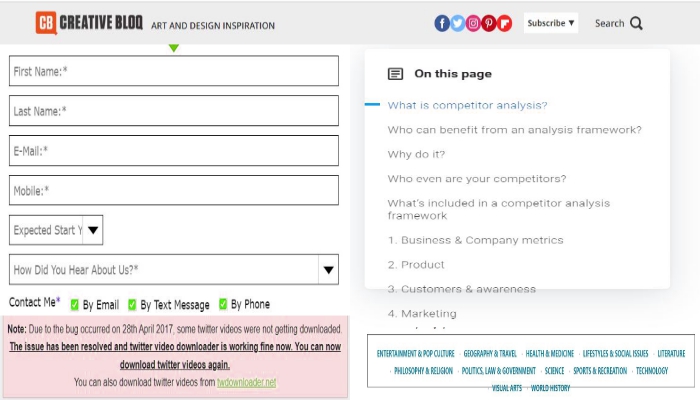 CB CREATIVE BLOQ ART AND DESIGN INSPIRATION
Subscribe ▼ Search
First Name:*
Last Name:*
E-Mail:*
Mobile:*
Expected Start Y
How Did You Hear About Us?*
Contact Me* By Email By Text Message By Phone
Note: Due to the bug occurred on 28th April 2017, some twitter videos were not getting downloaded.
The issue has been resolved and twitter video downloader is working fine now. You can now
download twitter videos again.
You can also download twitter videos from twdownloader.net
On this page
What is competitor analysis?
Who can benefit from an analysis framework?
Why do it?
Who even are your competitors?
What's included in a competitor analysis
framework
1. Business & Company metrics
2. Product
3. Customers & awareness
4. Marketing
ENTERTAINMENT & POP CULTURE · GEOGRAPHY & TRAVEL · HEALTH & MEDICINE · LIFESTYLES & SOCIAL ISSUES · LITERATURE
· PHILOSOPHY & RELIGION · POLITICS, LAW & GOVERNMENT · SCIENCE · SPORTS & RECREATION · TECHNOLOGY
· VISUAL ARTS · WORLD HISTORY